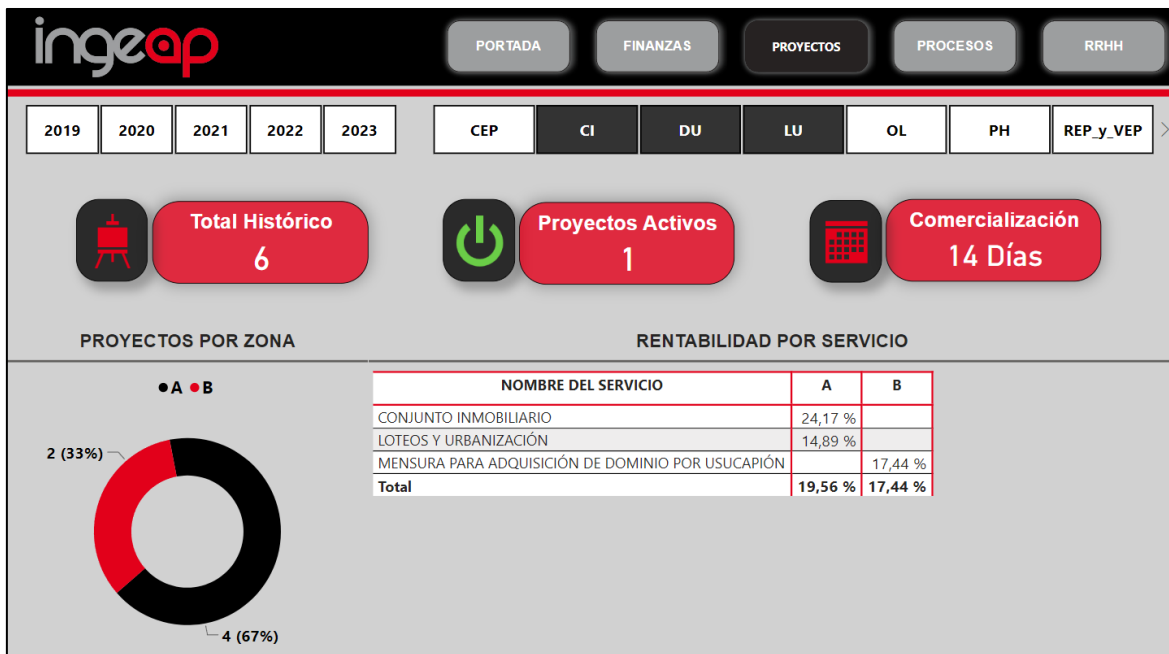 ingeap
PORTADA FINANZAS PROYECTOS PROCESOS RRHH
2019 2020 2021 2022 2023 CEP CI DU LU OL PH REP_y_VEP
Total Histórico
6
Proyectos Activos
1
Comercialización
14 Días
PROYECTOS POR ZONA
RENTABILIDAD POR SERVICIO
A B
2 (33%)
4 (67%)
NOMBRE DEL SERVICIO A B
CONJUNTO INMOBILIARIO 24,17 %
LOTEOS Y URBANIZACIÓN 14,89 %
MENSURA PARA ADQUISICIÓN DE DOMINIO POR USUCAPIÓN 17,44 %
Total 19,56 % 17,44 %